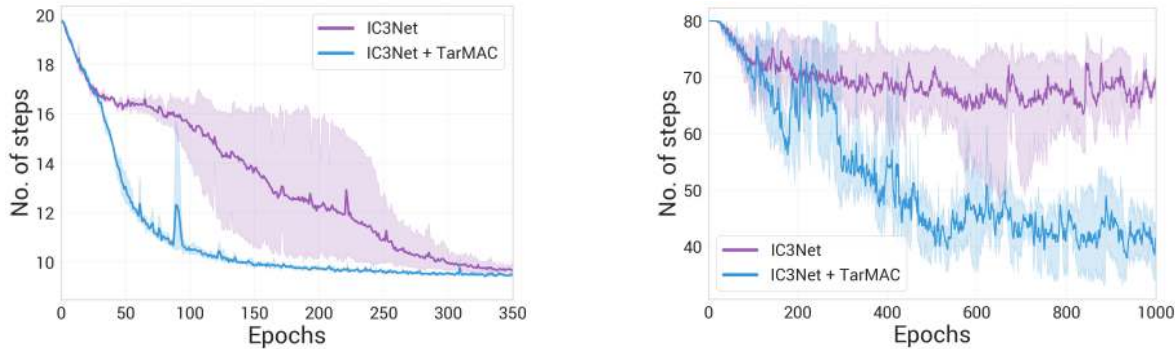 20
18
16
14
12
10
No. of steps
IC3Net
IC3Net + TarMAC
0 50 100 150 200 250 300 350
Epochs
80
70
60
50
40
No. of steps
IC3Net
IC3Net + TarMAC
0 200 400 600 800 1000
Epochs